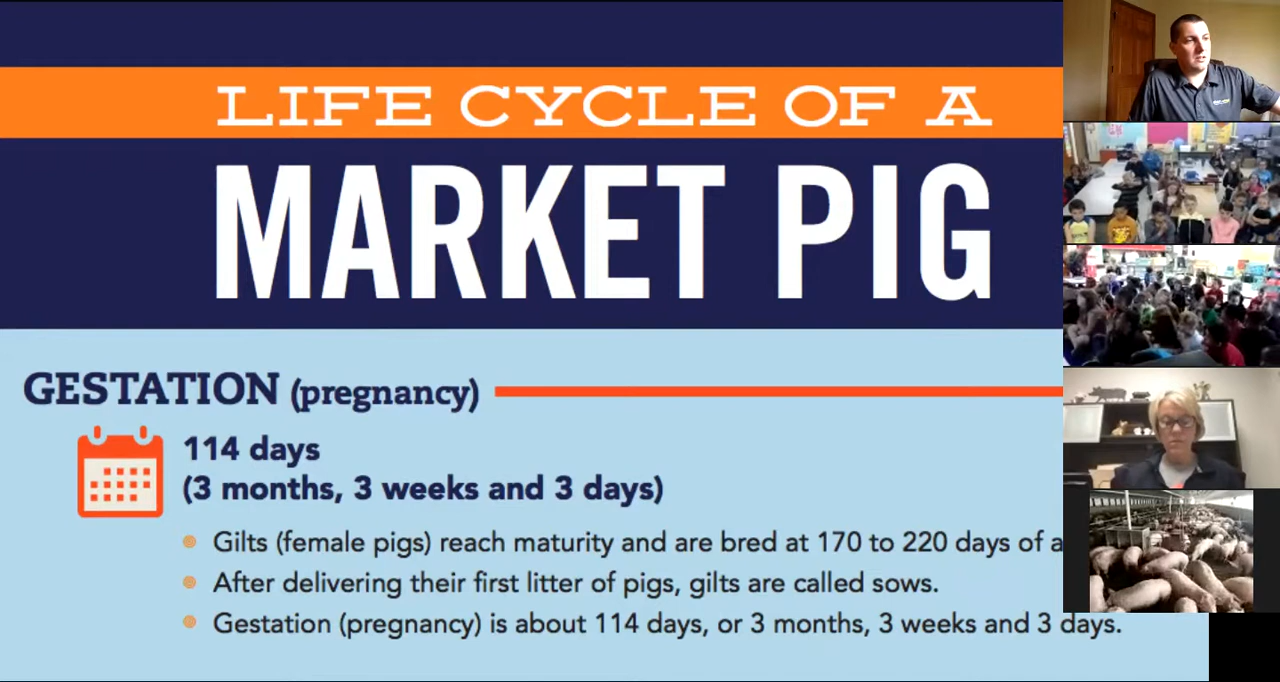 LIFE CYCLE OF A
MARKET PIG
GESTATION (pregnancy)
114 days
(3 months, 3 weeks and 3 days)
Gilts (female pigs) reach maturity and are bred at 170 to 220 days of a
After delivering their first litter of pigs, gilts are called sows.
Gestation (pregnancy) is about 114 days, or 3 months, 3 weeks and 3 days.